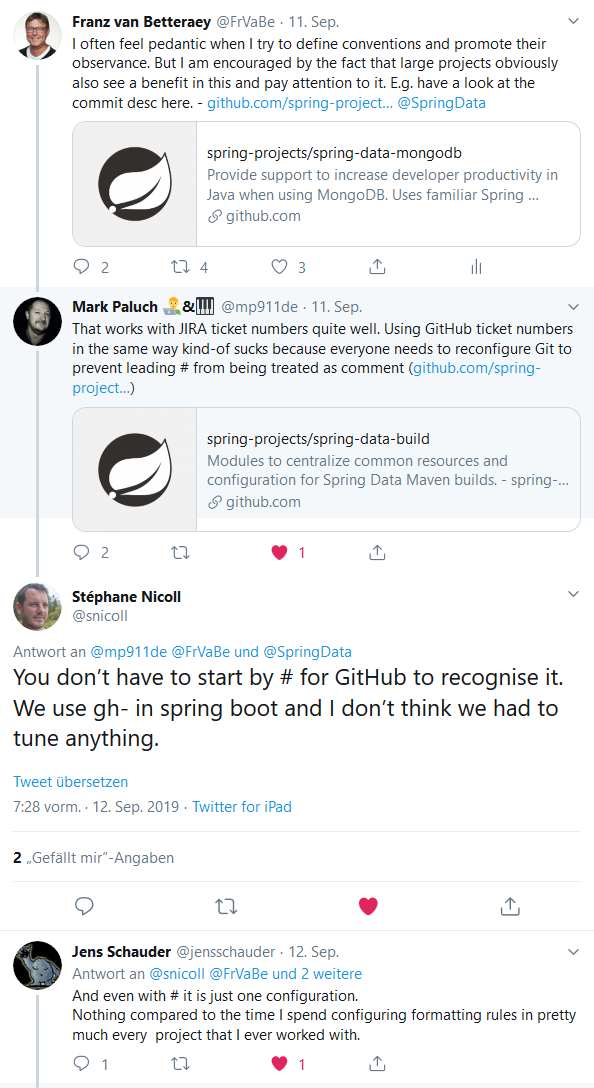 Franz van Betteraey @FrVaBe · 11. Sep.
I often feel pedantic when I try to define conventions and promote their
observance. But I am encouraged by the fact that large projects obviously
also see a benefit in this and pay attention to it. E.g. have a look at the
commit desc here. - github.com/spring-project… @SpringData
spring-projects/spring-data-mongodb
Provide support to increase developer productivity in
Java when using MongoDB. Uses familiar Spring ...
github.com
2 4 3
Mark Paluch 👨‍💻&🎹 @mp911de · 11. Sep.
That works with JIRA ticket numbers quite well. Using GitHub ticket numbers
in the same way kind-of sucks because everyone needs to reconfigure Git to
prevent leading # from being treated as comment (github.com/spring-
project…)
spring-projects/spring-data-build
Modules to centralize common resources and
configuration for Spring Data Maven builds. - spring-...
github.com
2 1
Stéphane Nicoll
@snicoll
Antwort an @mp911de @FrVaBe und @SpringData
You don’t have to start by # for GitHub to recognise it.
We use gh- in spring boot and I don’t think we had to
tune anything.
Tweet übersetzen
7:28 vorm. · 12. Sep. 2019 · Twitter for iPad
2 „Gefällt mir“-Angaben
Jens Schauder @jensschauder · 12. Sep.
Antwort an @snicoll @FrVaBe und 2 weitere
And even with # it is just one configuration.
Nothing compared to the time I spend configuring formatting rules in pretty
much every  project that I ever worked with.
1 1